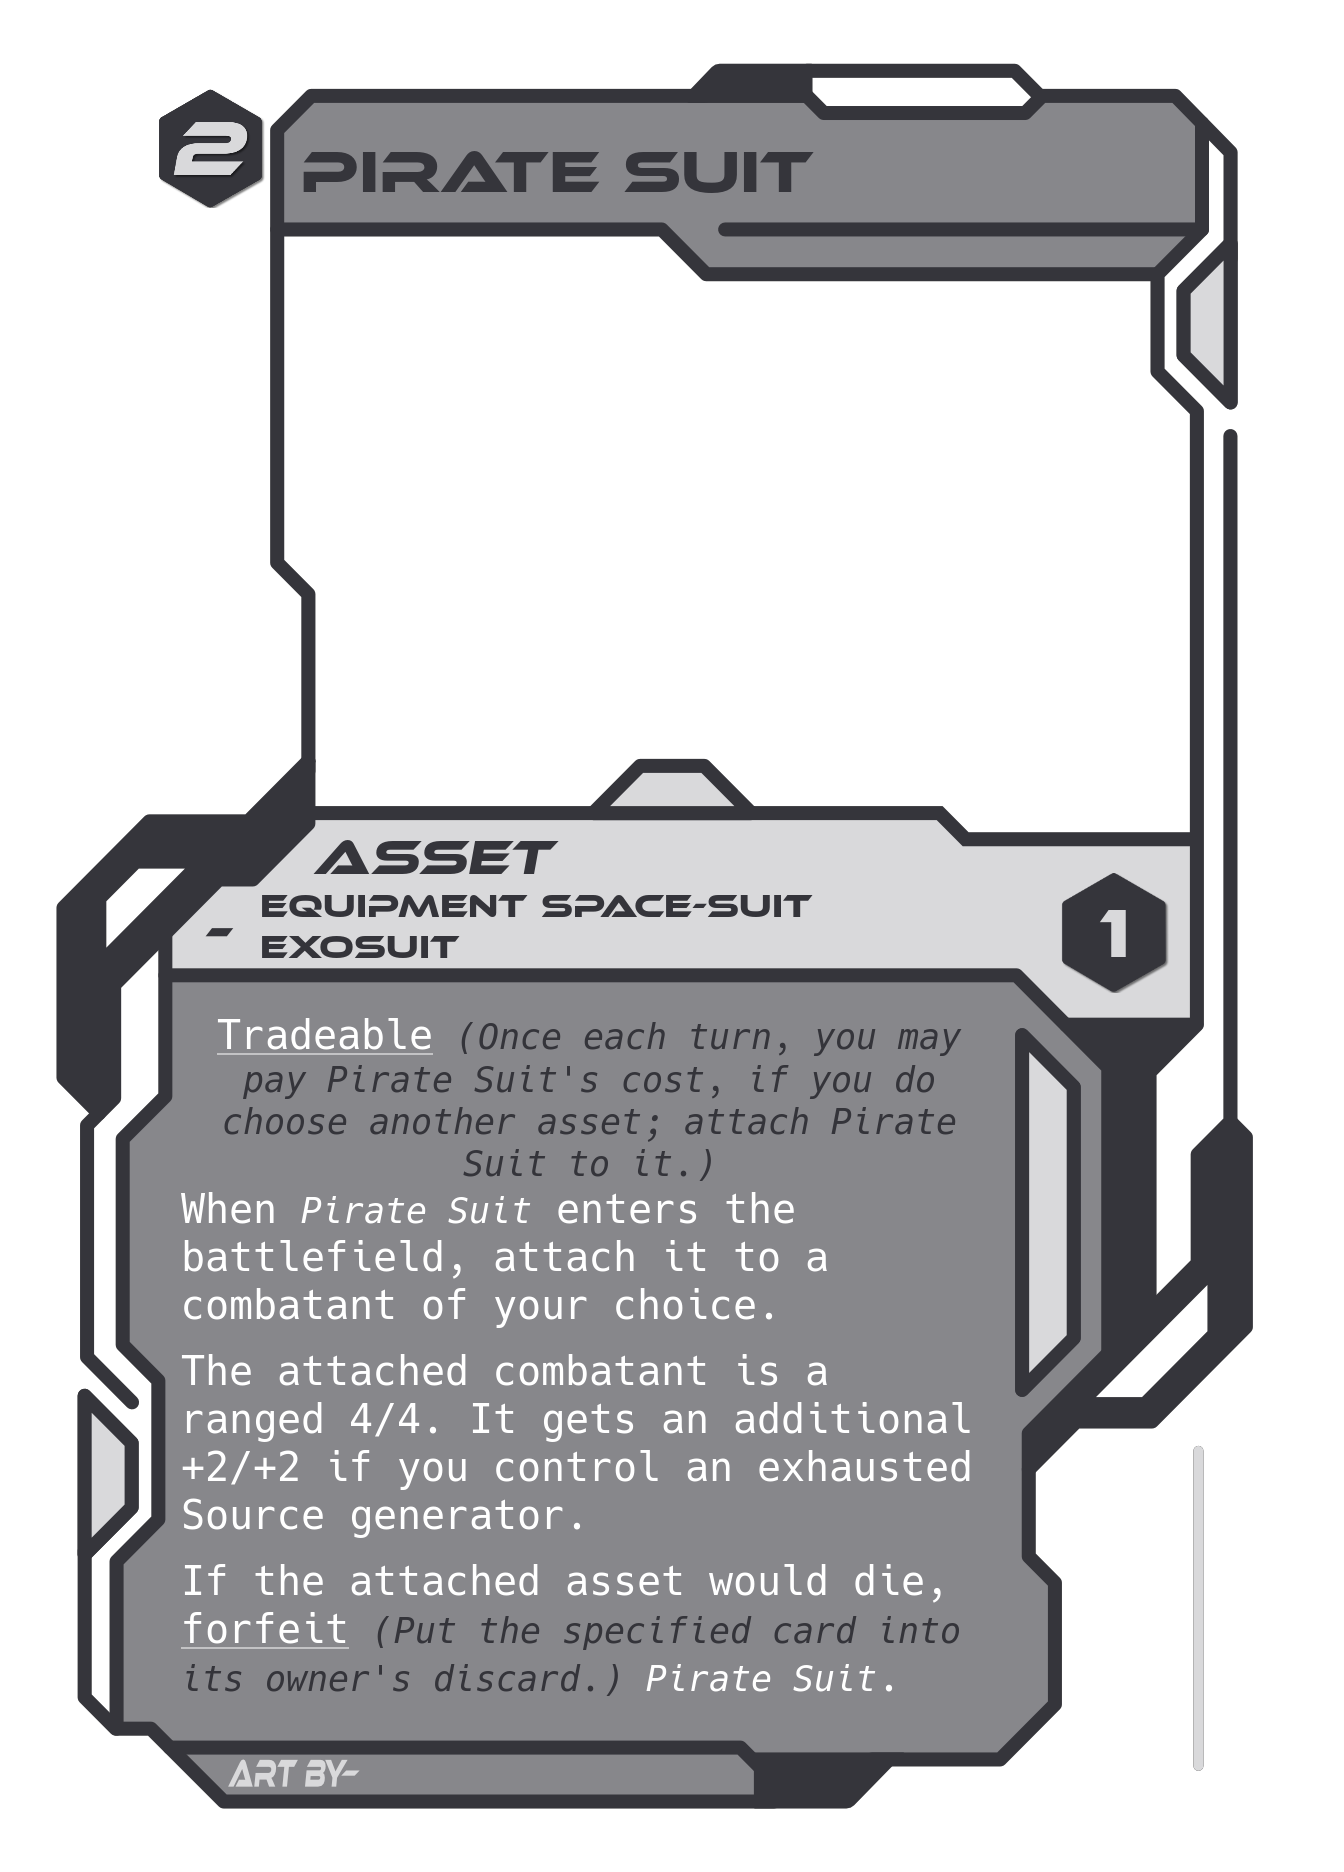 2
PIRATE SUIT
ASSET
- EQUIPMENT SPACE-SUIT
EXOSUIT
1
Tradeable (Once each turn, you may
pay Pirate Suit's cost, if you do
choose another asset; attach Pirate
Suit to it.)
When Pirate Suit enters the
battlefield, attach it to a
combatant of your choice.
The attached combatant is a
ranged 4/4. It gets an additional
+2/+2 if you control an exhausted
Source generator.
If the attached asset would die,
forfeit (Put the specified card into
its owner's discard.) Pirate Suit.
ART BY-